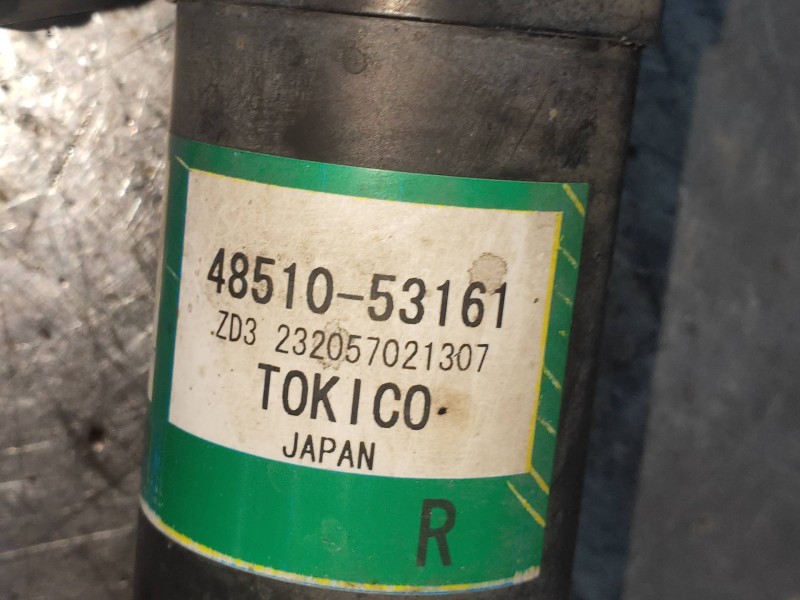 48510-53161
ZD3 232057021307
TOKICO
JAPAN
R